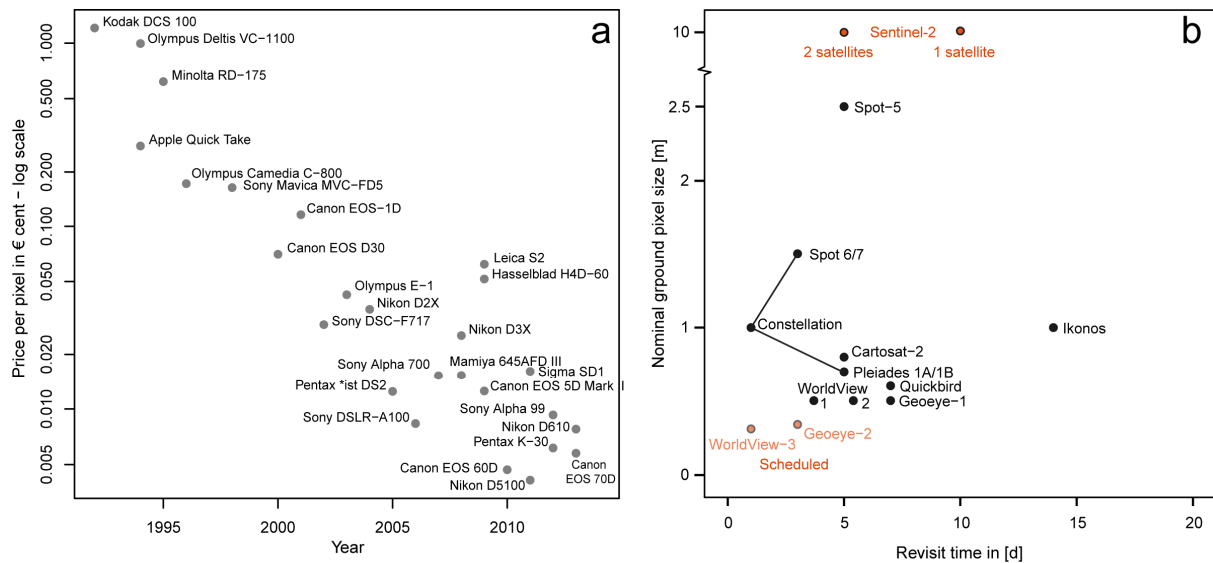 a
Kodak DCS 100
Olympus Deltis VC−1100
Minolta RD−175
Apple Quick Take
Olympus Camedia C−800
Sony Mavica MVC−FD5
Canon EOS−1D
Canon EOS D30
Leica S2
Hasselblad H4D−60
Olympus E−1
Nikon D2X
Sony DSC−F717
Nikon D3X
Sony Alpha 700
Mamiya 645AFD III
Sigma SD1
Pentax *ist DS2
Canon EOS 5D Mark II
Sony DSLR−A100
Sony Alpha 99
Nikon D610
Pentax K−30
Canon EOS 60D
Canon
EOS 70D
Nikon D5100
Price per pixel in € cent − log scale
1.000
0.500
0.200
0.100
0.050
0.020
0.010
0.005
1995
2000
2005
2010
Year
b
Sentinel-2
2 satellites
1 satellite
Spot−5
Spot 6/7
Constellation
Ikonos
Cartosat−2
Pleiades 1A/1B
WorldView
1
2
Quickbird
Geoeye−1
WorldView−3
Geoeye−2
Scheduled
Nominal grpound pixel size [m]
10
2.5
2
1
0
0
5
10
15
20
Revisit time in [d]